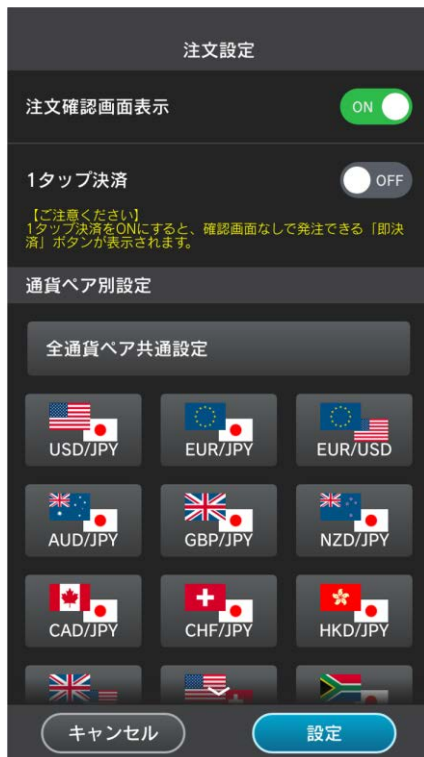 注文設定
注文確認画面表示
ON
1タップ決済
OFF
【ご注意ください】
1タップ決済をONにすると、確認画面なしで発注できる「即決
済」ボタンが表示されます。
通貨ペア別設定
全通貨ペア共通設定
USD/JPY
EUR/JPY
EUR/USD
AUD/JPY
GBP/JPY
NZD/JPY
CAD/JPY
CHF/JPY
HKD/JPY
キャンセル
設定